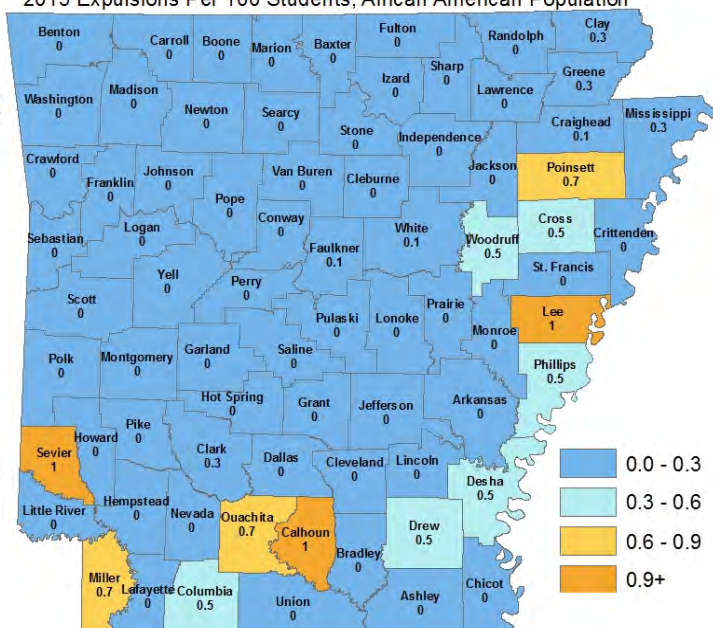 2015 Expulsions Per 100 Students, African American Population
Benton
0
Carroll
0
Boone
0
Marion
0
Baxter
0
Fulton
0
Randolph
0
Clay
0.3
Washington
0
Madison
0
Newton
0
Searcy
0
Stone
0
Izard
0
Sharp
0
Lawrence
0
Greene
0.3
Independence
0
Craighead
0.1
Mississippi
0.3
Crawford
0
Franklin
0
Johnson
0
Pope
0
Van Buren
0
Cleburne
0
Jackson
0
Poinsett
0.7
Sebastian
0
Logan
0
Conway
0
Faulkner
0.1
White
0.1
Woodruff
0.5
Cross
0.5
Crittenden
0
St. Francis
0
Scott
0
Yell
0
Perry
0
Pulaski
0
Lonoke
0
Prairie
0
Monroe
0
Lee
1
Polk
0
Montgomery
0
Garland
0
Saline
0
Phillips
0.5
Hot Spring
0
Grant
0
Jefferson
0
Arkansas
0
Sevier
1
Howard
0
Pike
0
Clark
0.3
Dallas
0
Cleveland
0
Lincoln
0
Desha
0.5
Little River
0
Hempstead
0
Nevada
0
Ouachita
0.7
Calhoun
1
Bradley
0
Drew
0.5
Miller
0.7
Lafayette
0
Columbia
0.5
Union
0
Ashley
0
Chicot
0
0.0 - 0.3
0.3 - 0.6
0.6 - 0.9
0.9+